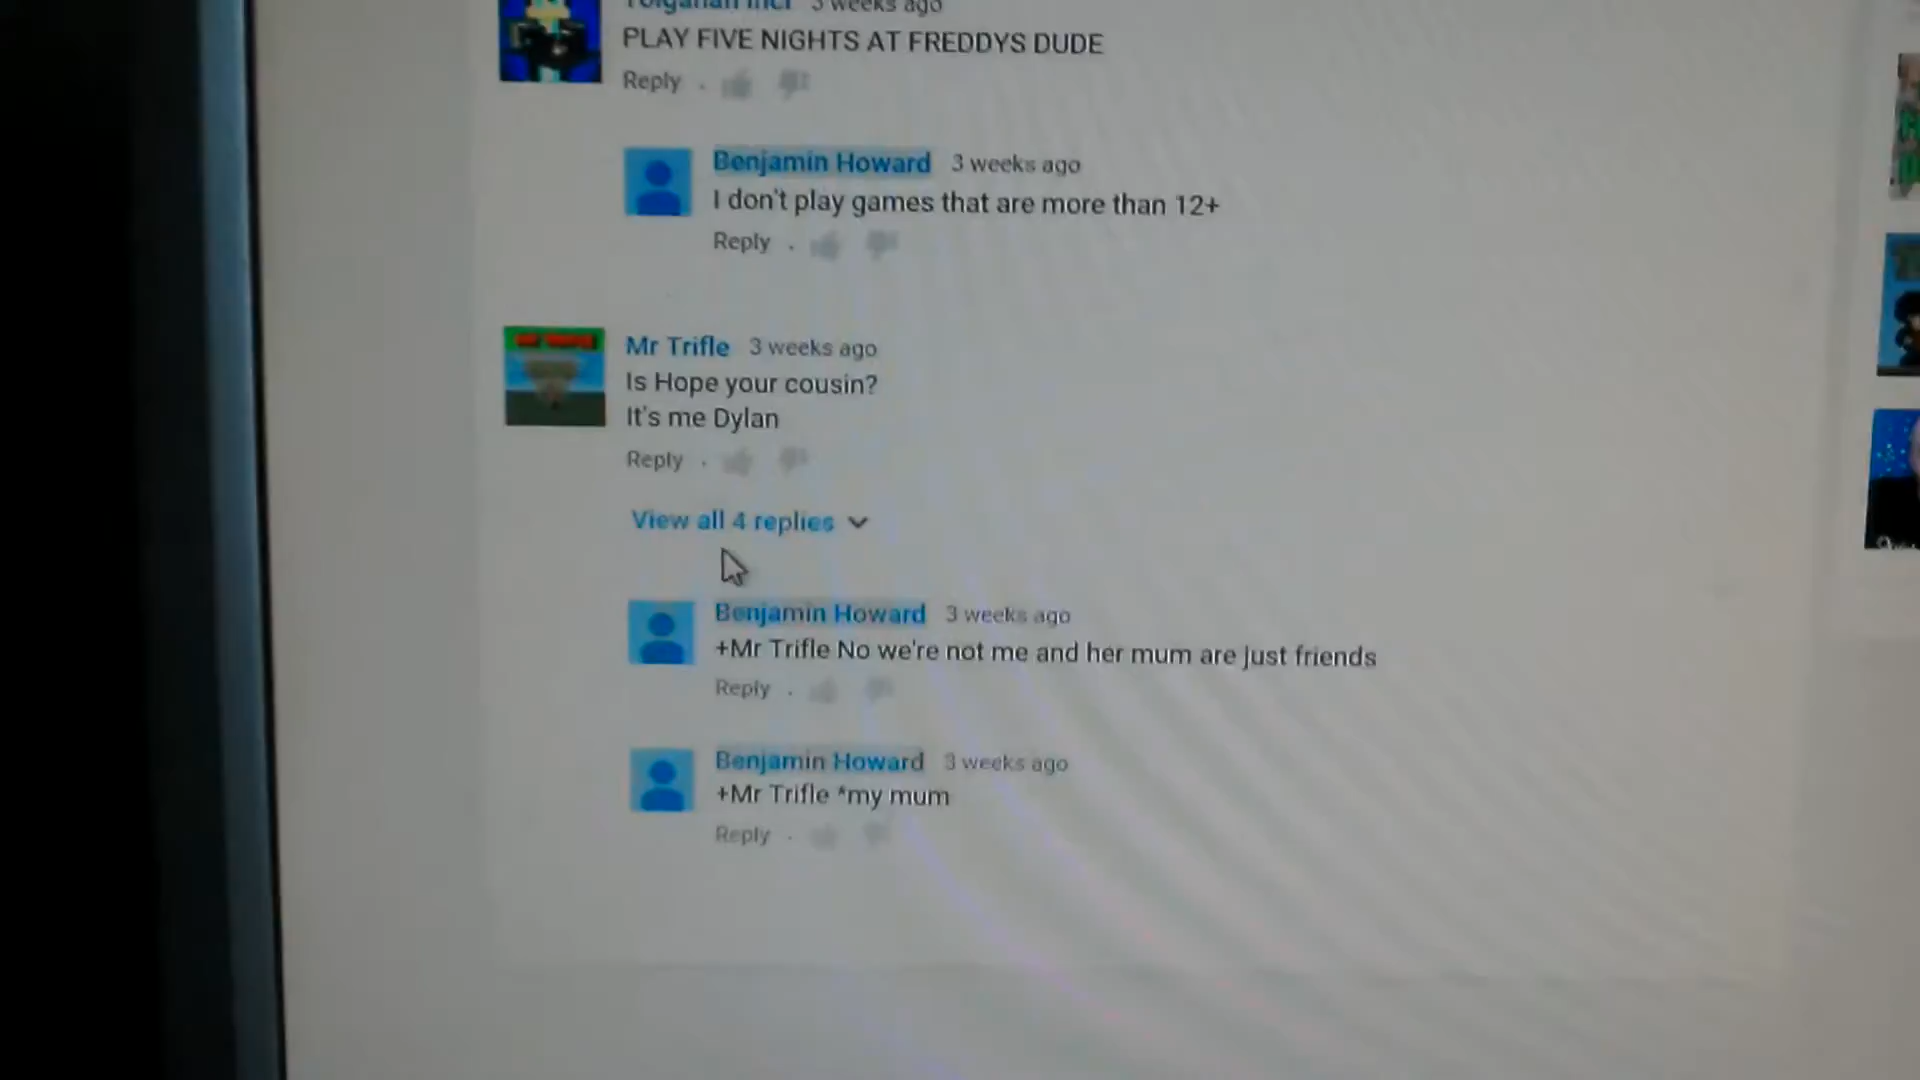 3 weeks ago
PLAY FIVE NIGHTS AT FREDDYS DUDE
Reply .
Benjamin Howard 3 weeks ago
I don't play games that are more than 12+
Reply .
Mr Trifle 3 weeks ago
Is Hope your cousin?
It's me Dylan
Reply .
View all 4 replies
Benjamin Howard 3 weeks ago
+Mr Trifle No we're not me and her mum are just friends
Reply .
Benjamin Howard 3 weeks ago
+Mr Trifle *my mum
Reply .